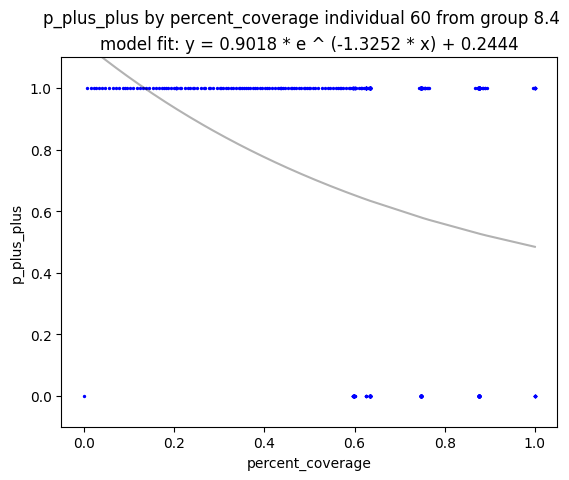 p_plus_plus by percent_coverage individual 60 from group 8.4
model fit: y = 0.9018 * e ^ (-1.3252 * x) + 0.2444
1.0
0.8
0.6
0.4
0.2
0.0
p_plus_plus
0.0 0.2 0.4 0.6 0.8 1.0
percent_coverage